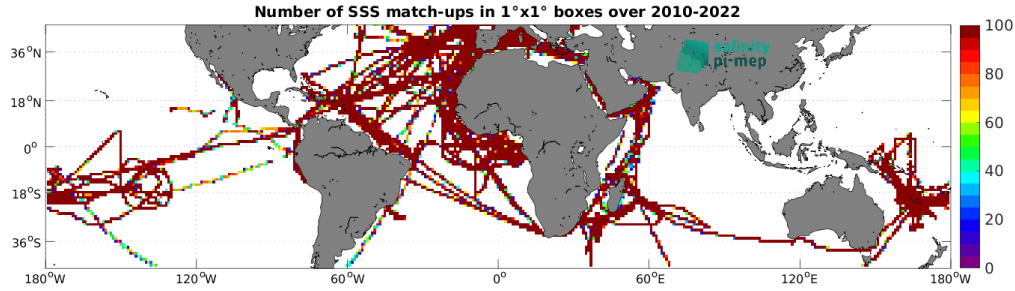 Number of SSS match-ups in 1°x1° boxes over 2010-2022
salinity
pi-mep
36°N
18°N
0°
18°S
36°S
180°W
120°W
60°W
0°
60°E
120°E
180°W
100
80
60
40
20
0